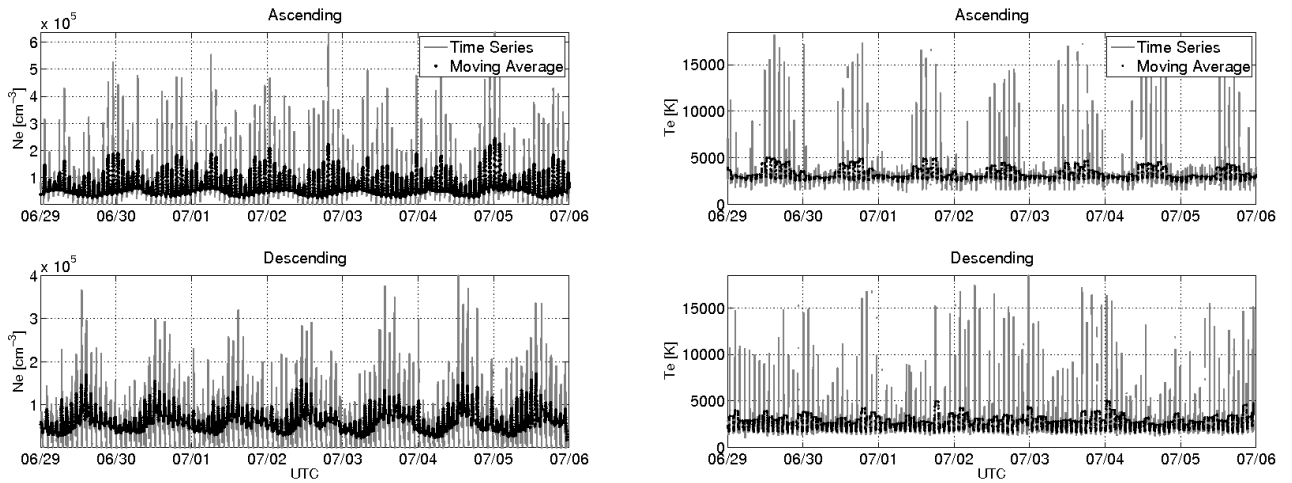 Ascending
x 10⁵
6
5
4
3
2
1
Ne [cm⁻³]
Time Series
Moving Average
06/29 06/30 07/01 07/02 07/03 07/04 07/05 07/06
Ascending
15000
10000
5000
0
Te [K]
Time Series
Moving Average
06/29 06/30 07/01 07/02 07/03 07/04 07/05 07/06
Descending
x 10⁵
4
3
2
1
Ne [cm⁻³]
06/29 06/30 07/01 07/02 07/03 07/04 07/05 07/06
UTC
Descending
15000
10000
5000
0
Te [K]
06/29 06/30 07/01 07/02 07/03 07/04 07/05 07/06
UTC